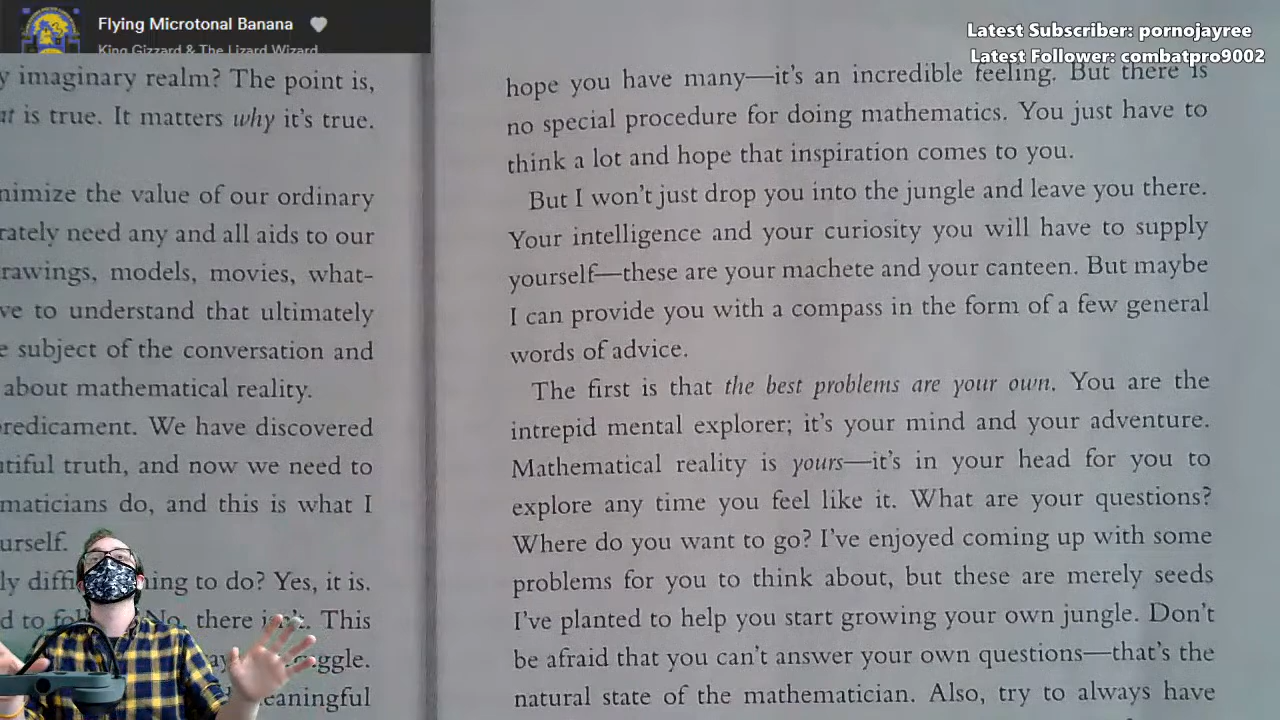 Flying Microtonal Banana
King Gizzard & The Lizard Wizard
Latest Subscriber: pornojayree
Latest Follower: combatpro9002
y imaginary realm? The point is,
at is true. It matters why it's true.
nimize the value of our ordinary
rately need any and all aids to our
rawings, models, movies, what-
ve to understand that ultimately
e subject of the conversation and
about mathematical reality.
redicament. We have discovered
utiful truth, and now we need to
maticians do, and this is what I
urself.
ly diffi ing to do? Yes, it is.
d to fo No, there isn't. This
ay uggle.
eaningful
hope you have many—it's an incredible feeling. But there is
no special procedure for doing mathematics. You just have to
think a lot and hope that inspiration comes to you.
But I won't just drop you into the jungle and leave you there.
Your intelligence and your curiosity you will have to supply
yourself—these are your machete and your canteen. But maybe
I can provide you with a compass in the form of a few general
words of advice.
The first is that the best problems are your own. You are the
intrepid mental explorer; it's your mind and your adventure.
Mathematical reality is yours—it's in your head for you to
explore any time you feel like it. What are your questions?
Where do you want to go? I've enjoyed coming up with some
problems for you to think about, but these are merely seeds
I've planted to help you start growing your own jungle. Don't
be afraid that you can't answer your own questions—that's the
natural state of the mathematician. Also, try to always have